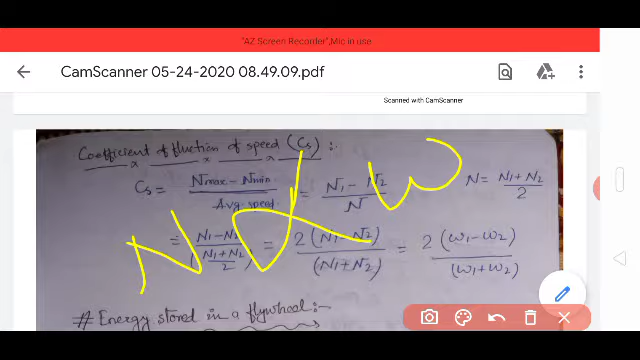 "AZ Screen Recorder",Mic in use
CamScanner 05-24-2020 08.49.09.pdf
Scanned with CamScanner
Coefficient of fluction of speed (Cs) :-
Cs = Nmax - Nmin / Avg speed = N1 - N2 / N N = N1 + N2 / 2
= N1 - N2 / (N1 + N2 / 2) = 2 (N1 - N2) / (N1 + N2) = 2 (ω1 - ω2) / (ω1 + ω2)
N α ω
# Energy stored in a flywheel :-